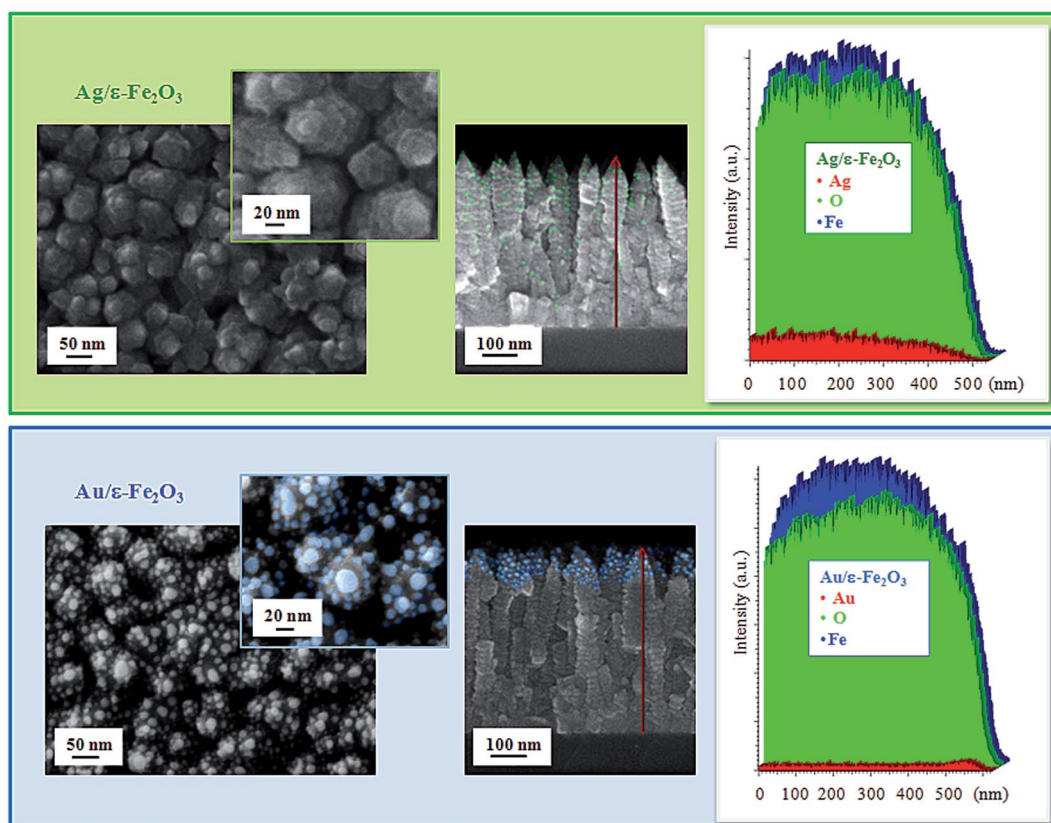 Ag/ε-Fe₂O₃
20 nm
50 nm
100 nm
Intensity (a.u.)
Ag/ε-Fe₂O₃
• Ag
• O
• Fe
0 100 200 300 400 500 (nm)
Au/ε-Fe₂O₃
20 nm
50 nm
100 nm
Intensity (a.u.)
Au/ε-Fe₂O₃
• Au
• O
• Fe
0 100 200 300 400 500 (nm)